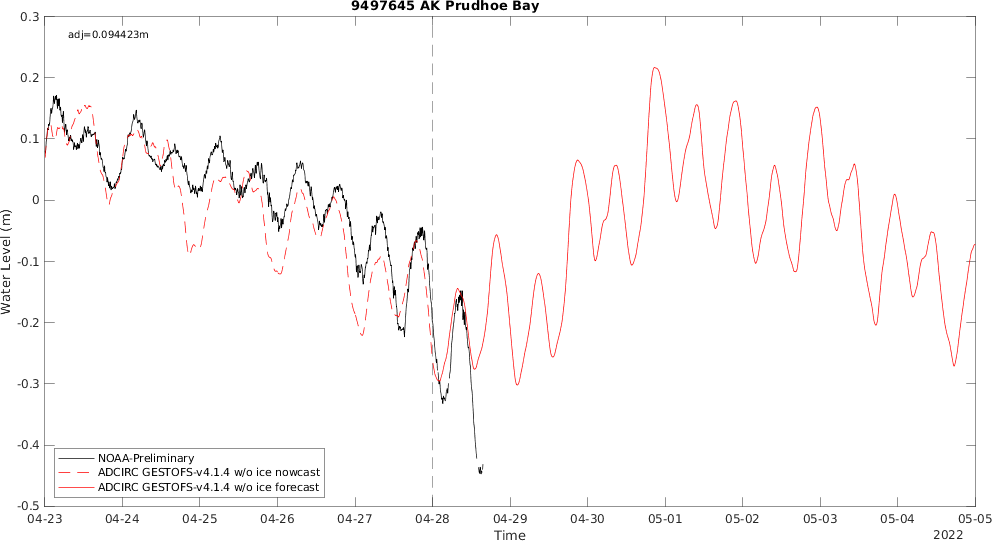 9497645 AK Prudhoe Bay
adj=0.094423m
0.3
0.2
0.1
0
-0.1
-0.2
-0.3
-0.4
-0.5
Water Level (m)
NOAA-Preliminary
ADCIRC GESTOFS-v4.1.4 w/o ice nowcast
ADCIRC GESTOFS-v4.1.4 w/o ice forecast
04-23 04-24 04-25 04-26 04-27 04-28 04-29 04-30 05-01 05-02 05-03 05-04 05-05
Time
2022